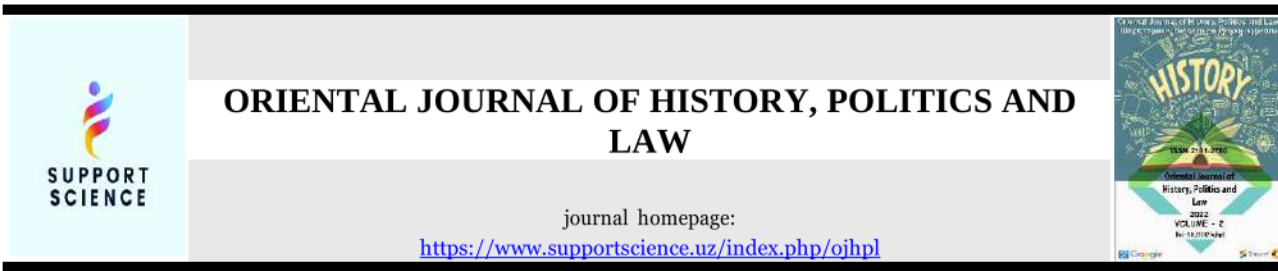 SUPPORT
SCIENCE
ORIENTAL JOURNAL OF HISTORY, POLITICS AND
LAW
journal homepage:
https://www.supportscience.uz/index.php/ojhpl
HISTORY
Oriental Journal of
History, Politics and
Law
2022
VOLUME - 2
Google